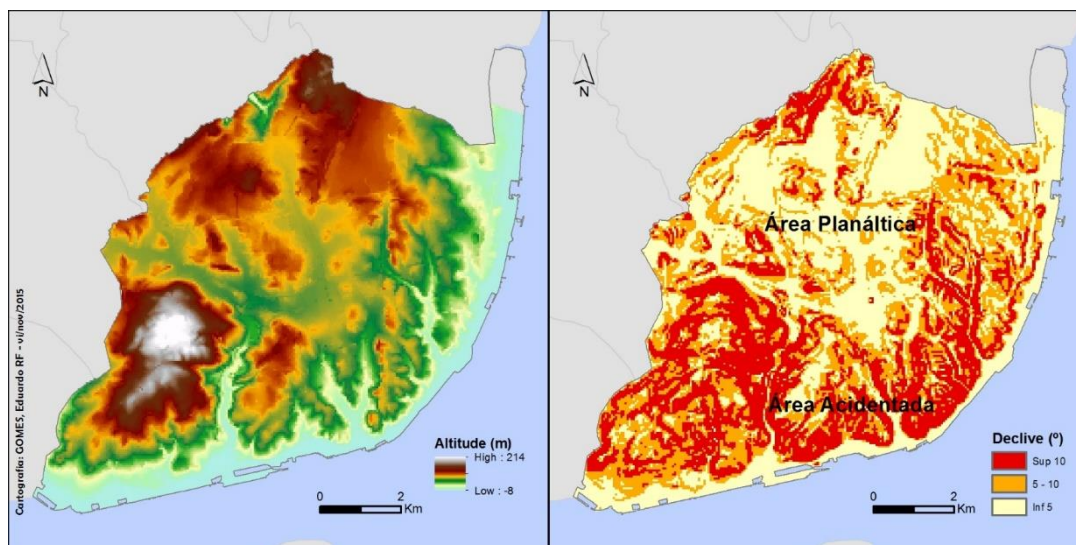 N
Cartografia: GOMES, Eduardo RF - vi/nov/2015
Altitude (m)
High : 214
Low : -8
0 2
Km
N
Área Planáltica
Área Acidentada
Declive (º)
Sup 10
5 - 10
Inf 5
0 2
Km